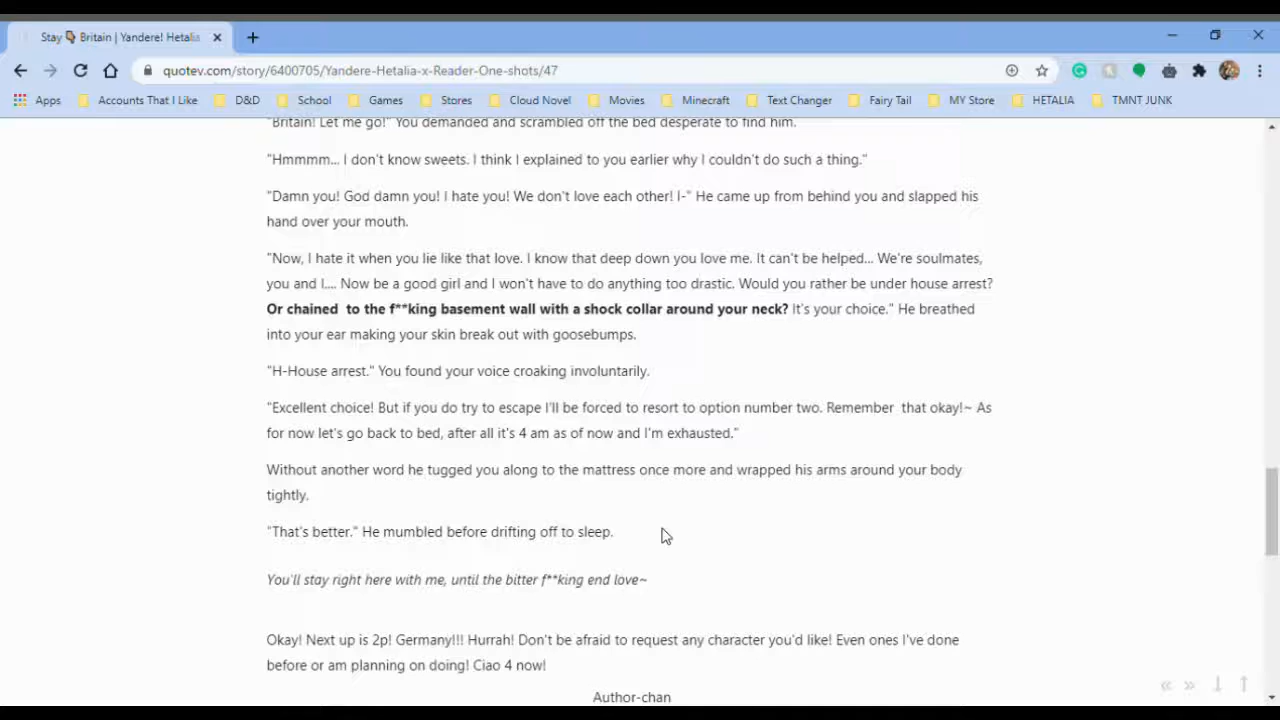 Stay Britain | Yandere! Hetalia
quotev.com/story/6400705/Yandere-Hetalia-x-Reader-One-shots/47
Apps Accounts That I Like D&D School Games Stores Cloud Novel Movies Minecraft Text Changer Fairy Tail MY Store HETALIA TMNT JUNK
"Britain! Let me go!" You demanded and scrambled off the bed desperate to find him.
"Hmmmm... I don't know sweets. I think I explained to you earlier why I couldn't do such a thing."
"Damn you! God damn you! I hate you! We don't love each other! I-" He came up from behind you and slapped his
hand over your mouth.
"Now, I hate it when you lie like that love. I know that deep down you love me. It can't be helped... We're soulmates,
you and I.... Now be a good girl and I won't have to do anything too drastic. Would you rather be under house arrest?
Or chained  to the f**king basement wall with a shock collar around your neck? It's your choice." He breathed
into your ear making your skin break out with goosebumps.
"H-House arrest." You found your voice croaking involuntarily.
"Excellent choice! But if you do try to escape I'll be forced to resort to option number two. Remember  that okay!~ As
for now let's go back to bed, after all it's 4 am as of now and I'm exhausted."
Without another word he tugged you along to the mattress once more and wrapped his arms around your body
tightly.
"That's better." He mumbled before drifting off to sleep.
You'll stay right here with me, until the bitter f**king end love~
Okay! Next up is 2p! Germany!!! Hurrah! Don't be afraid to request any character you'd like! Even ones I've done
before or am planning on doing! Ciao 4 now!
Author-chan